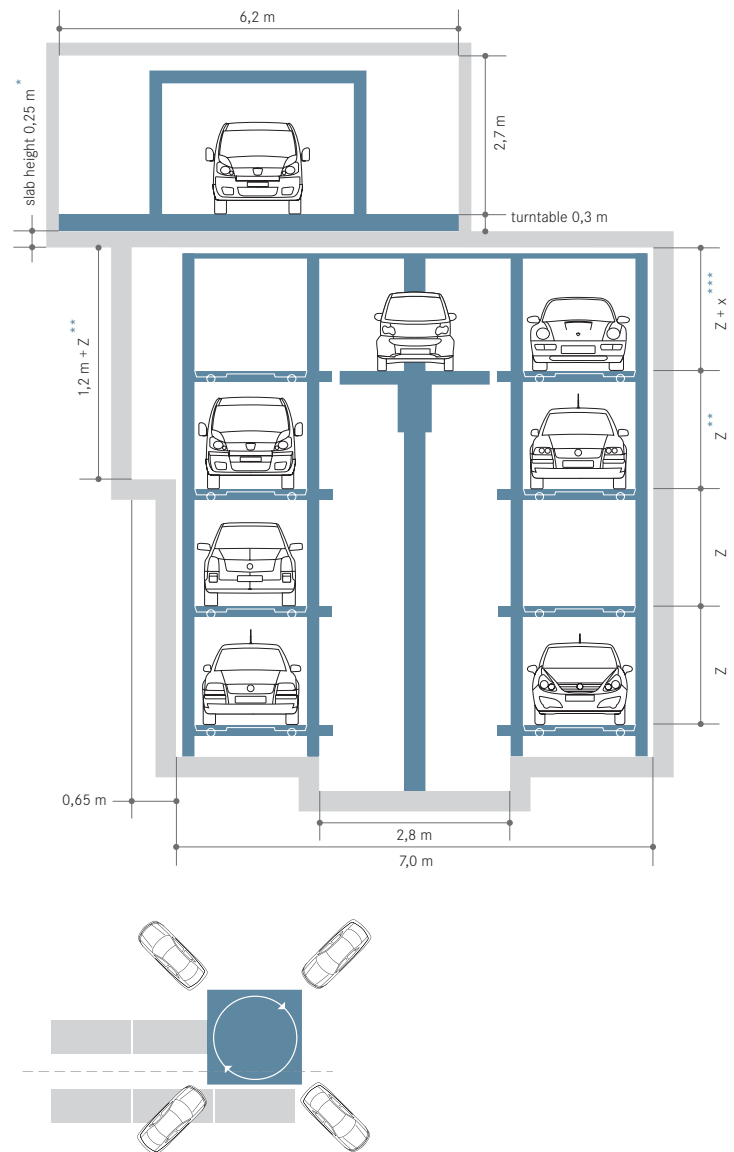 6,2 m
slab height 0,25 m *
2,7 m
turntable 0,3 m
1,2 m + Z **
Z + x ***
Z **
Z
Z
0,65 m
2,8 m
7,0 m